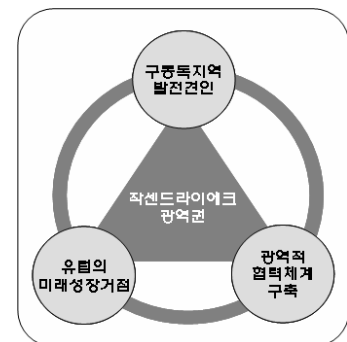 구동독지역
발전견인
작센드라이에크
광역권
유럽의
미래성장거점
광역적
협력체계
구축